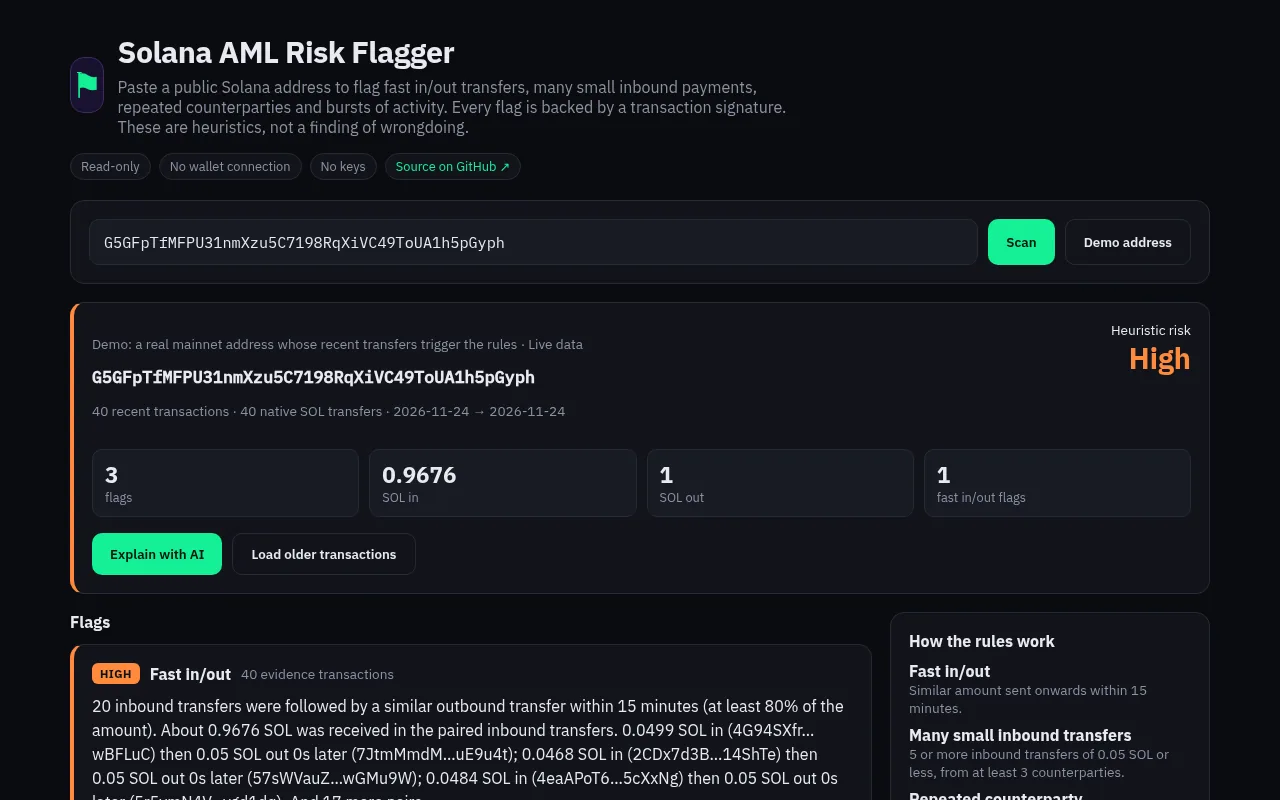 Solana AML Risk Flagger
Paste a public Solana address to flag fast in/out transfers, many small inbound payments,
repeated counterparties and bursts of activity. Every flag is backed by a transaction signature.
These are heuristics, not a finding of wrongdoing.
Read-only
No wallet connection
No keys
Source on GitHub ↗
G5GFpTfMFPU31nmXzu5C7198RqXiVC49ToUA1h5pGyph
Scan
Demo address
Demo: a real mainnet address whose recent transfers trigger the rules · Live data
Heuristic risk
High
G5GFpTfMFPU31nmXzu5C7198RqXiVC49ToUA1h5pGyph
40 recent transactions · 40 native SOL transfers · 2026-11-24 → 2026-11-24
3
flags
0.9676
SOL in
1
SOL out
1
fast in/out flags
Explain with AI
Load older transactions
Flags
HIGH Fast in/out 40 evidence transactions
20 inbound transfers were followed by a similar outbound transfer within 15 minutes (at least 80% of the
amount). About 0.9676 SOL was received in the paired inbound transfers. 0.0499 SOL in (4G94SXfr…
wBFLuC) then 0.05 SOL out 0s later (7JtmMmdM…uE9u4t); 0.0468 SOL in (2CDx7d3B…14ShTe) then
0.05 SOL out 0s later (57sWVauZ…wGMu9W); 0.0484 SOL in (4eaAPoT6…5cXxNg) then 0.05 SOL out 0s
How the rules work
Fast in/out
Similar amount sent onwards within 15
minutes.
Many small inbound transfers
5 or more inbound transfers of 0.05 SOL or
less, from at least 3 counterparties.
Repeated counterparty